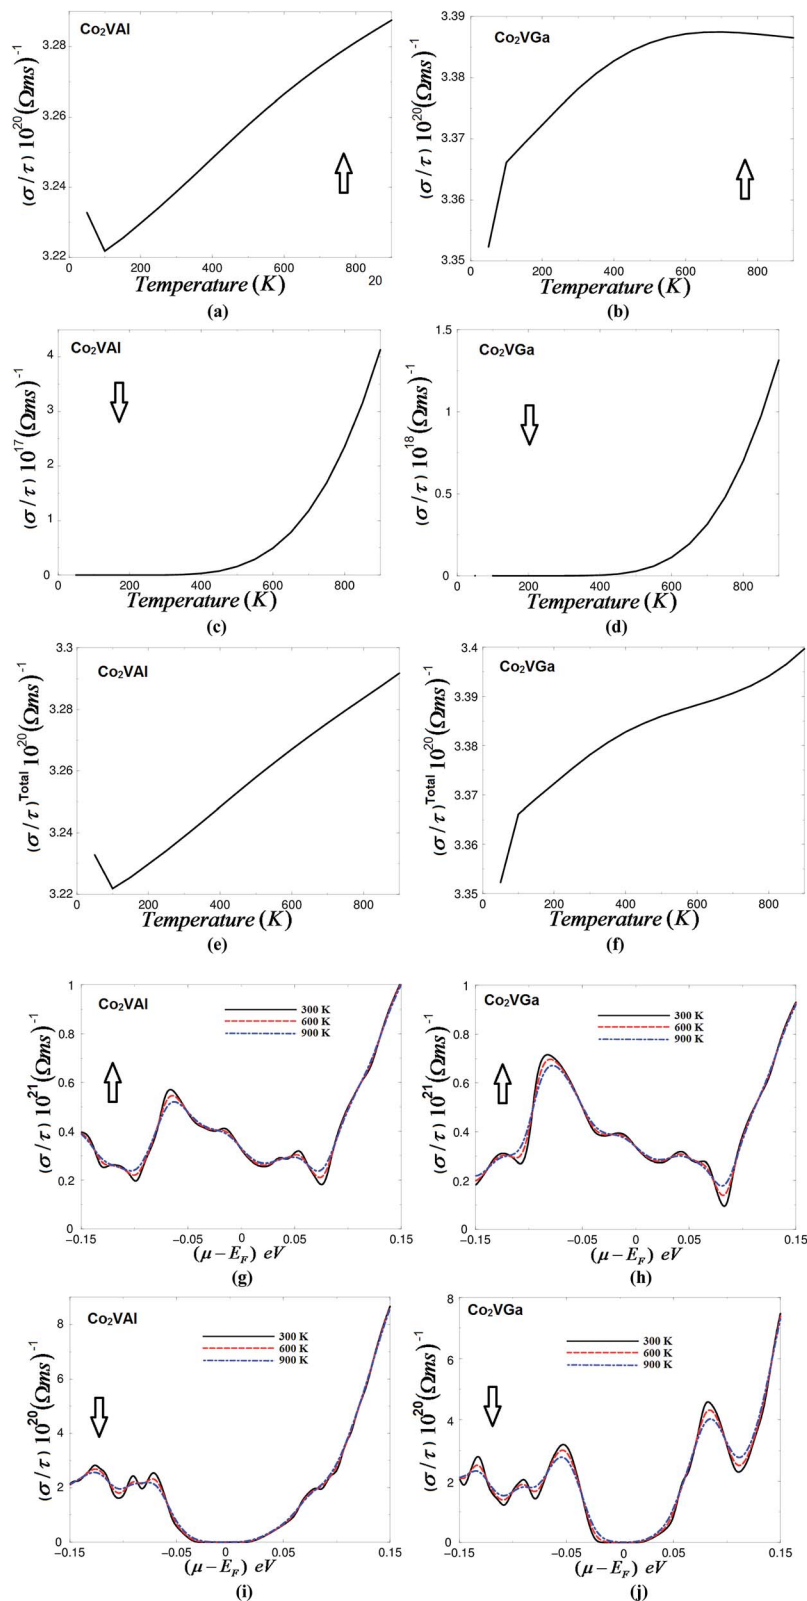 Co₂VAl
(σ/τ) 10²⁰(Ωms)⁻¹
3.28
3.26
3.24
3.22
0 200 400 600 800
20
Temperature (K)
(a)
Co₂VGa
(σ/τ) 10²⁰(Ωms)⁻¹
3.39
3.38
3.37
3.36
3.35
0 200 400 600 800
Temperature (K)
(b)
Co₂VAl
(σ/τ) 10¹⁷(Ωms)⁻¹
4
3
2
1
0
0 200 400 600 800
Temperature (K)
(c)
Co₂VGa
(σ/τ) 10¹⁸(Ωms)⁻¹
1.5
1
0.5
0
0 200 400 600 800
Temperature (K)
(d)
Co₂VAl
(σ/τ)ᵀᵒᵗᵃˡ 10²⁰(Ωms)⁻¹
3.3
3.28
3.26
3.24
3.22
0 200 400 600 800
Temperature (K)
(e)
Co₂VGa
(σ/τ)ᵀᵒᵗᵃˡ 10²⁰(Ωms)⁻¹
3.4
3.39
3.38
3.37
3.36
3.35
0 200 400 600 800
Temperature (K)
(f)
Co₂VAl
300 K
600 K
900 K
(σ/τ) 10²¹(Ωms)⁻¹
1
0.8
0.6
0.4
0.2
0
−0.15 −0.05 0 0.05 0.15
(μ−E_F) eV
(g)
Co₂VGa
300 K
600 K
900 K
(σ/τ) 10²¹(Ωms)⁻¹
1
0.8
0.6
0.4
0.2
0
−0.15 −0.05 0 0.05 0.15
(μ−E_F) eV
(h)
Co₂VAl
300 K
600 K
900 K
(σ/τ) 10²⁰(Ωms)⁻¹
8
6
4
2
0
−0.15 −0.05 0 0.05 0.15
(μ−E_F) eV
(i)
Co₂VGa
300 K
600 K
900 K
(σ/τ) 10²⁰(Ωms)⁻¹
8
6
4
2
0
−0.15 −0.05 0 0.05 0.15
(μ−E_F) eV
(j)